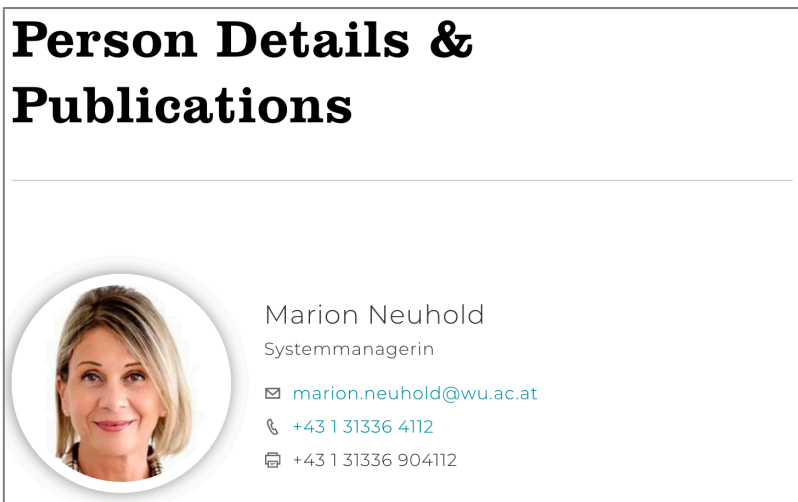 Person Details &
Publications
Marion Neuhold
Systemmanagerin
marion.neuhold@wu.ac.at
+43 1 31336 4112
+43 1 31336 904112